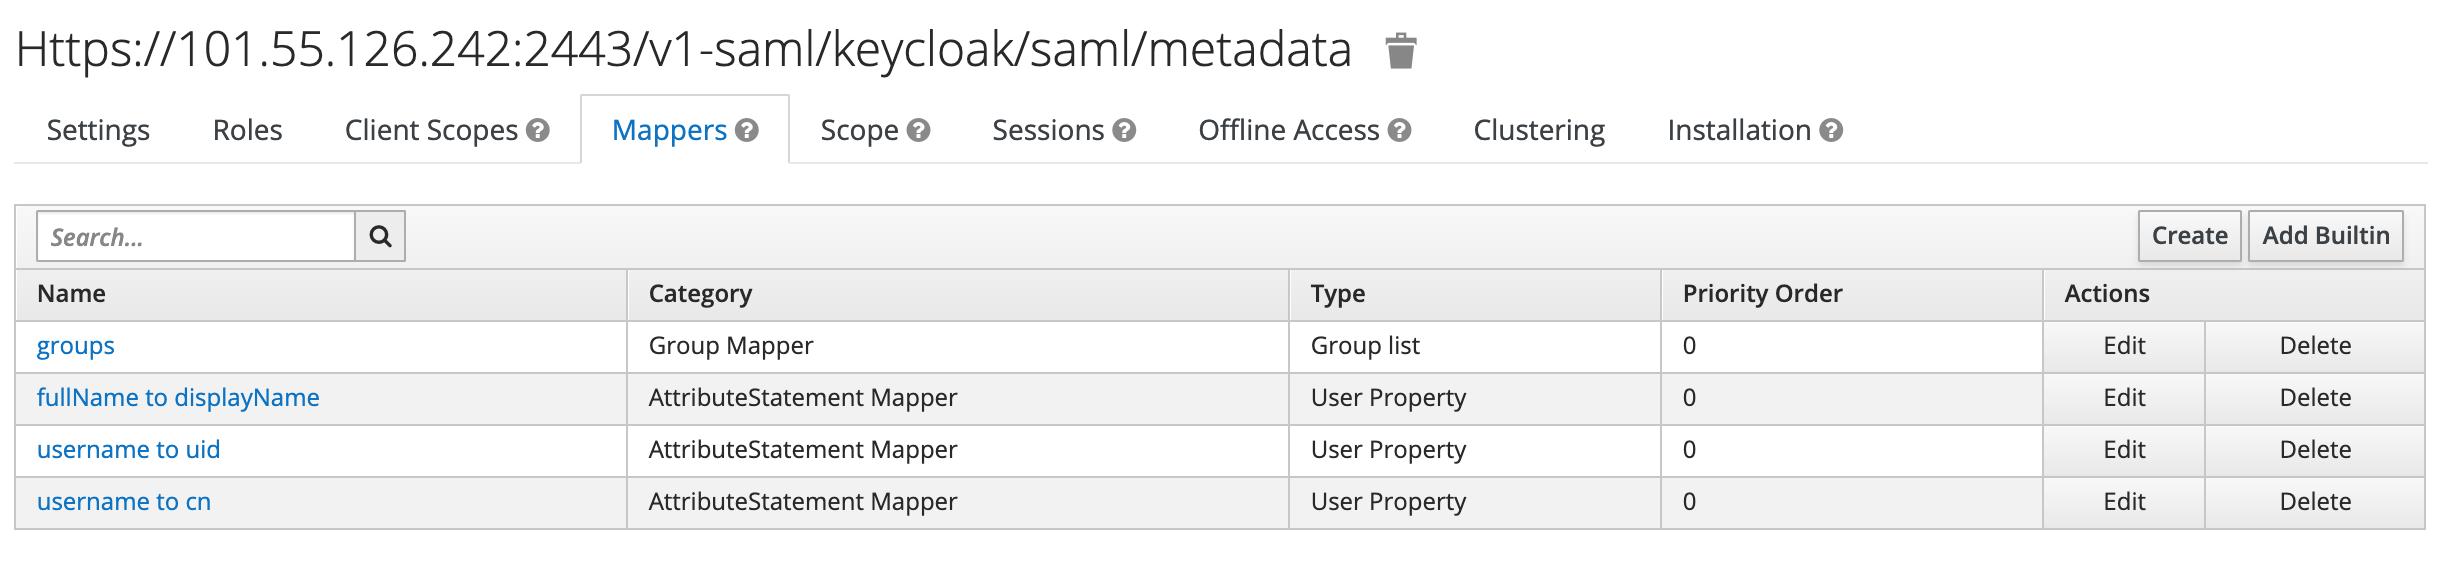 Https://101.55.126.242:2443/v1-saml/keycloak/saml/metadata
Settings Roles Client Scopes ? Mappers ? Scope ? Sessions ? Offline Access ? Clustering Installation ?
Search... Create Add Builtin
Name Category Type Priority Order Actions
groups Group Mapper Group list 0 Edit Delete
fullName to displayName AttributeStatement Mapper User Property 0 Edit Delete
username to uid AttributeStatement Mapper User Property 0 Edit Delete
username to cn AttributeStatement Mapper User Property 0 Edit Delete